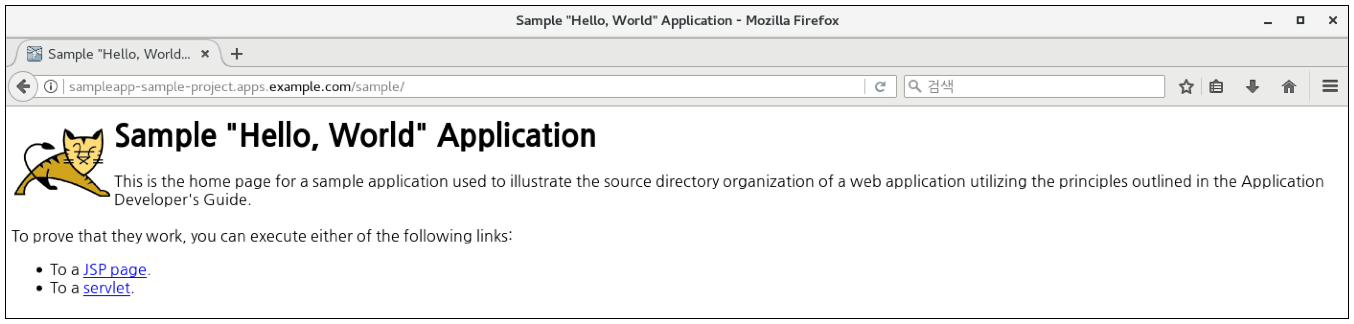 Sample "Hello, World" Application - Mozilla Firefox
Sample "Hello, World...
sampleapp-sample-project.apps.example.com/sample/
검색
Sample "Hello, World" Application
This is the home page for a sample application used to illustrate the source directory organization of a web application utilizing the principles outlined in the Application
Developer's Guide.
To prove that they work, you can execute either of the following links:
• To a JSP page.
• To a servlet.